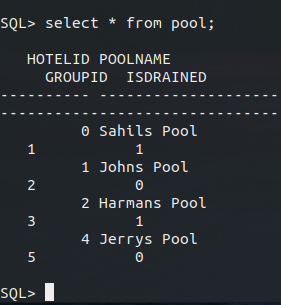 SQL> select * from pool;
HOTELID POOLNAME
GROUPID ISDRAINED
---------- --------------------
-------------------------------
0 Sahils Pool
1 1
1 Johns Pool
2 0
2 Harmans Pool
3 1
4 Jerrys Pool
5 0
SQL>